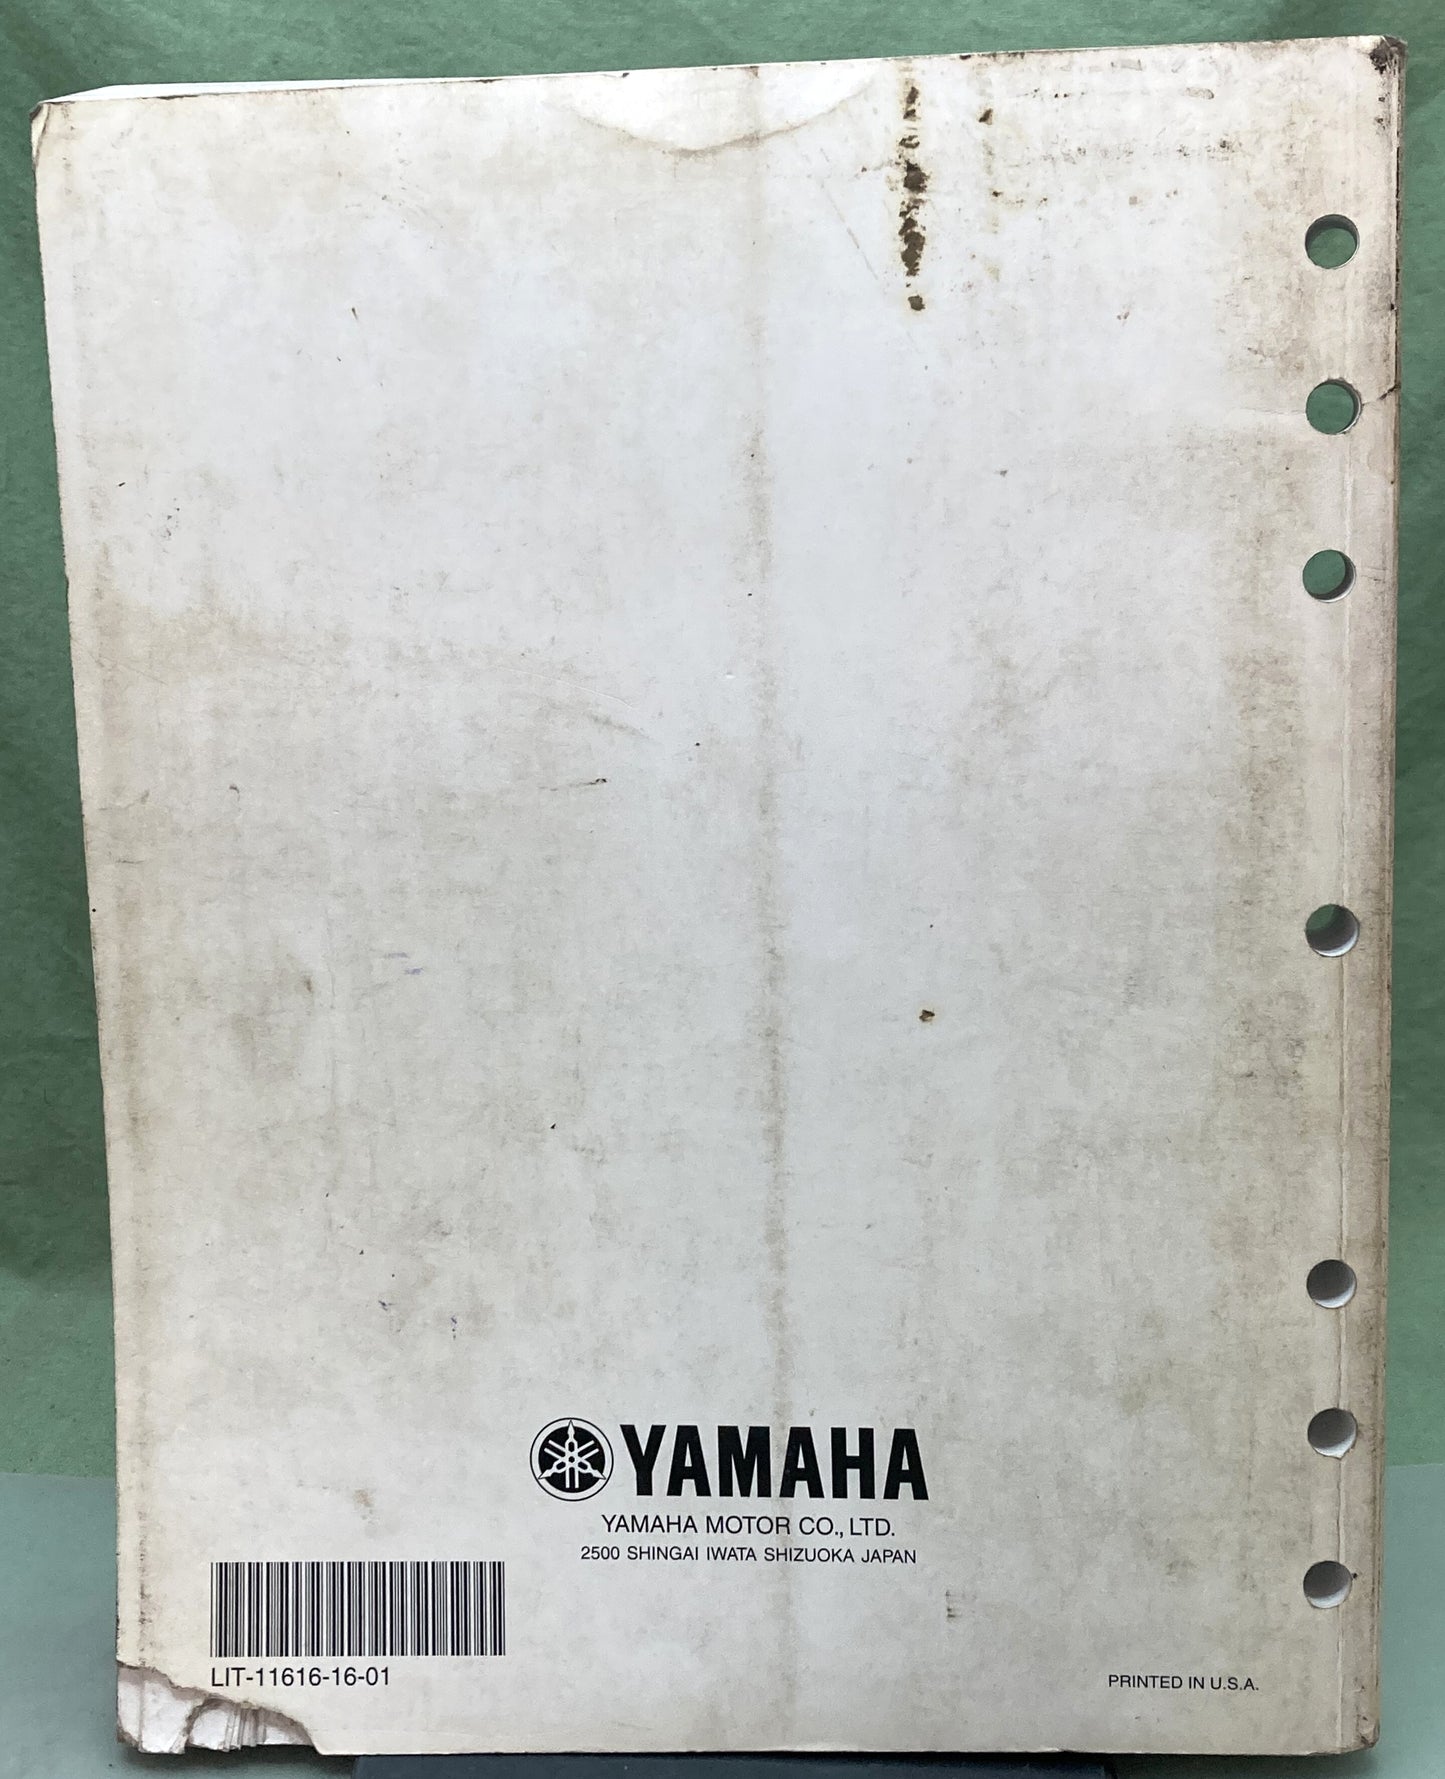 YAMAHA
YAMAHA MOTOR CO., LTD.
2500 SHINGAI IWATA SHIZUOKA JAPAN
LIT-11616-16-01
PRINTED IN U.S.A.